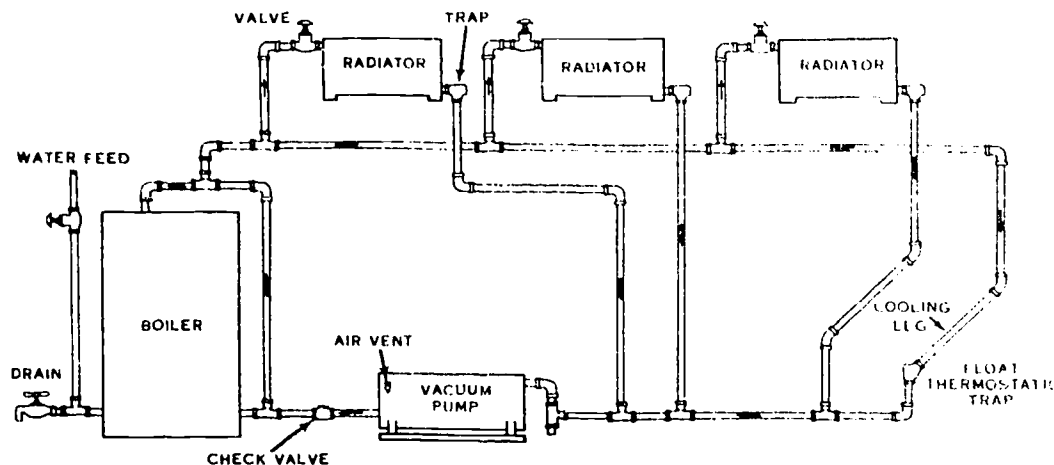 VALVE
TRAP
RADIATOR
RADIATOR
RADIATOR
WATER FEED
BOILER
COOLING
LEG
AIR VENT
DRAIN
VACUUM
PUMP
FLOAT
THERMOSTATIC
TRAP
CHECK VALVE